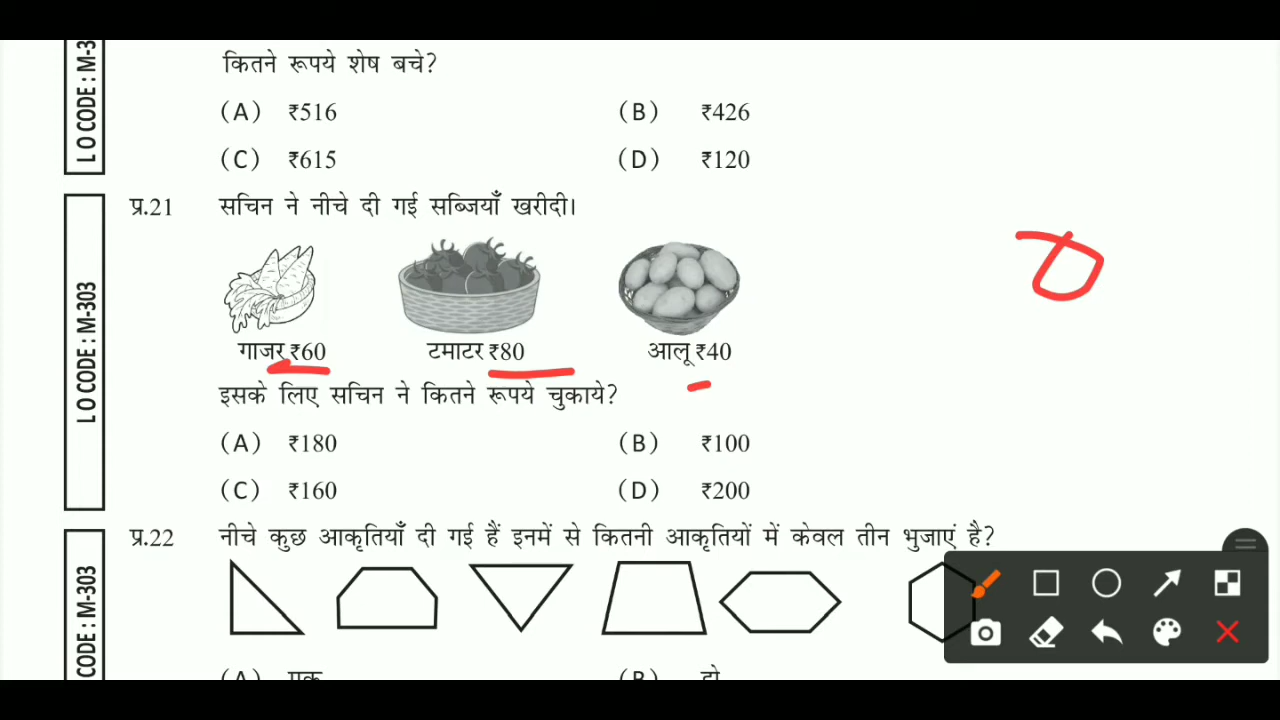 कितने रूपये शेष बचे?
(A) ₹516 (B) ₹426
(C) ₹615 (D) ₹120
L O CODE : M-3
प्र.21 सचिन ने नीचे दी गई सब्जियाँ खरीदी।
गाजर ₹60 टमाटर ₹80 आलू ₹40
इसके लिए सचिन ने कितने रूपये चुकाये?
(A) ₹180 (B) ₹100
(C) ₹160 (D) ₹200
L O CODE : M-303
प्र.22 नीचे कुछ आकृतियाँ दी गई हैं इनमें से कितनी आकृतियों में केवल तीन भुजाएं है?
CODE : M-303